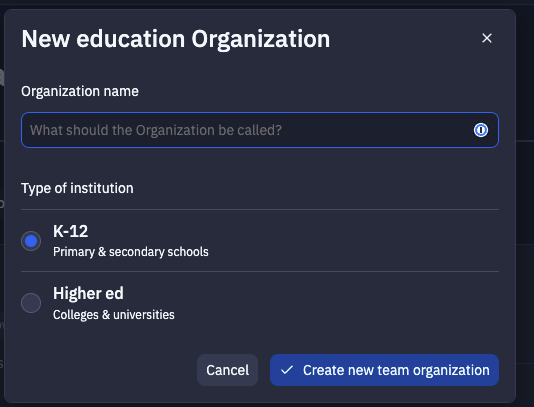 New education Organization
Organization name
What should the Organization be called?
Type of institution
K-12
Primary & secondary schools
Higher ed
Colleges & universities
Cancel
Create new team organization